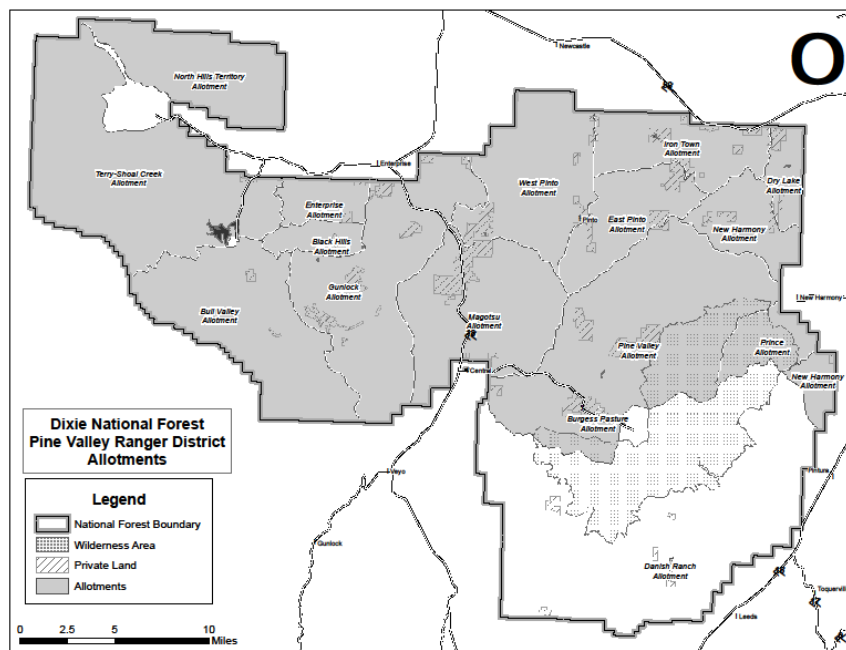 O
Newcastle
North Hills Territory
Allotment
Iron Town
Allotment
Enterprise
Terry-Shoal Creek
Allotment
West Pinto
Allotment
Dry Lake
Allotment
Enterprise
Allotment
Pinto
East Pinto
Allotment
New Harmony
Allotment
Black Hills
Allotment
Gunlock
Allotment
New Harmony
Bull Valley
Allotment
Magotsu
Allotment
Pine Valley
Allotment
Prince
Allotment
Central
New Harmony
Allotment
Burgess Pasture
Allotment
Dixie National Forest
Pine Valley Ranger District
Allotments
Veyo
Pintura
Legend
National Forest Boundary
Wilderness Area
Private Land
Allotments
Gunlock
Danish Ranch
Allotment
Toquerville
Leeds
0 2.5 5 10
Miles